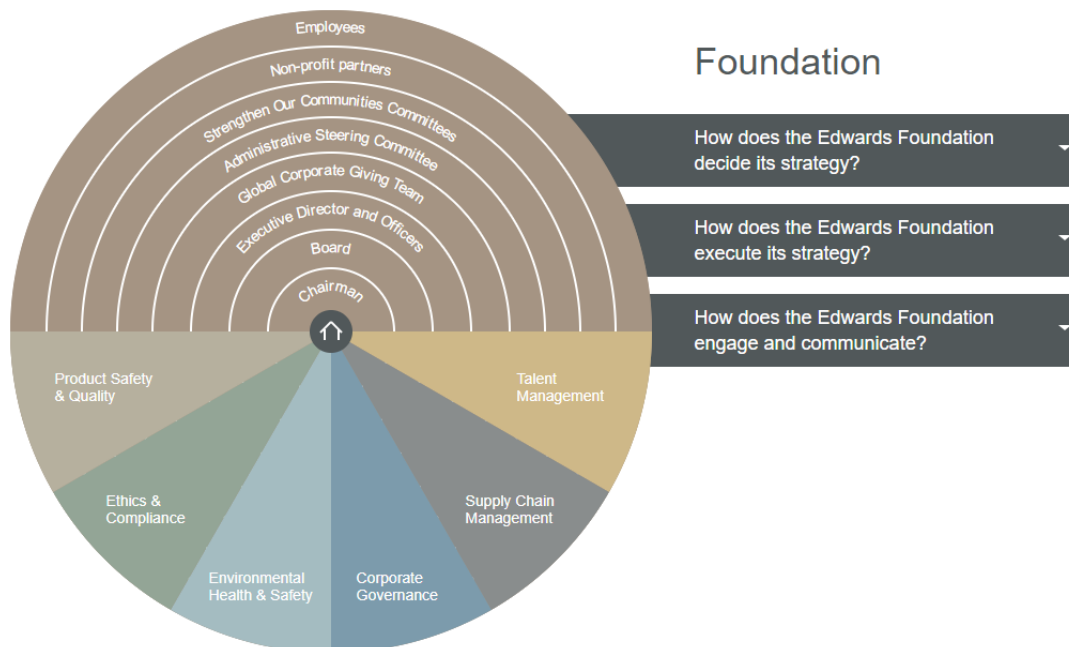 Employees
Non-profit partners
Strengthen Our Communities Committees
Administrative Steering Committee
Global Corporate Giving Team
Executive Director and Officers
Board
Chairman
Product Safety
& Quality
Ethics &
Compliance
Environmental
Health & Safety
Corporate
Governance
Supply Chain
Management
Talent
Management
Foundation
How does the Edwards Foundation
decide its strategy?
How does the Edwards Foundation
execute its strategy?
How does the Edwards Foundation
engage and communicate?